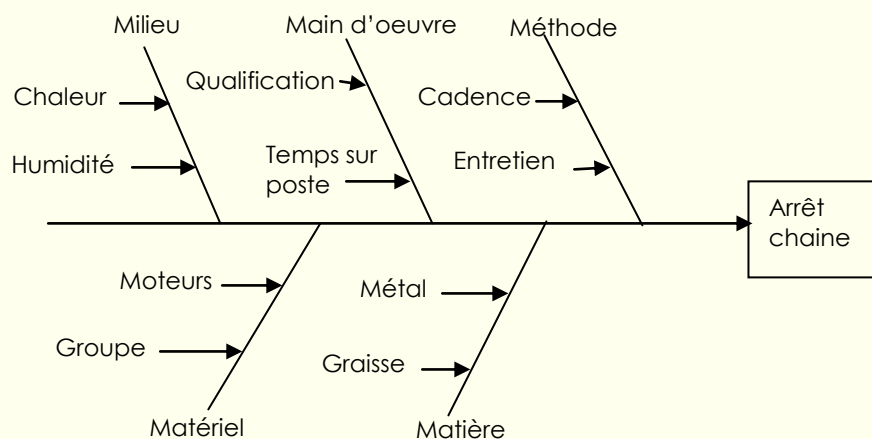 Milieu
Main d'oeuvre
Méthode
Qualification
Chaleur
Cadence
Humidité
Temps sur
poste
Entretien
Arrêt
chaine
Moteurs
Métal
Groupe
Graisse
Matériel
Matière